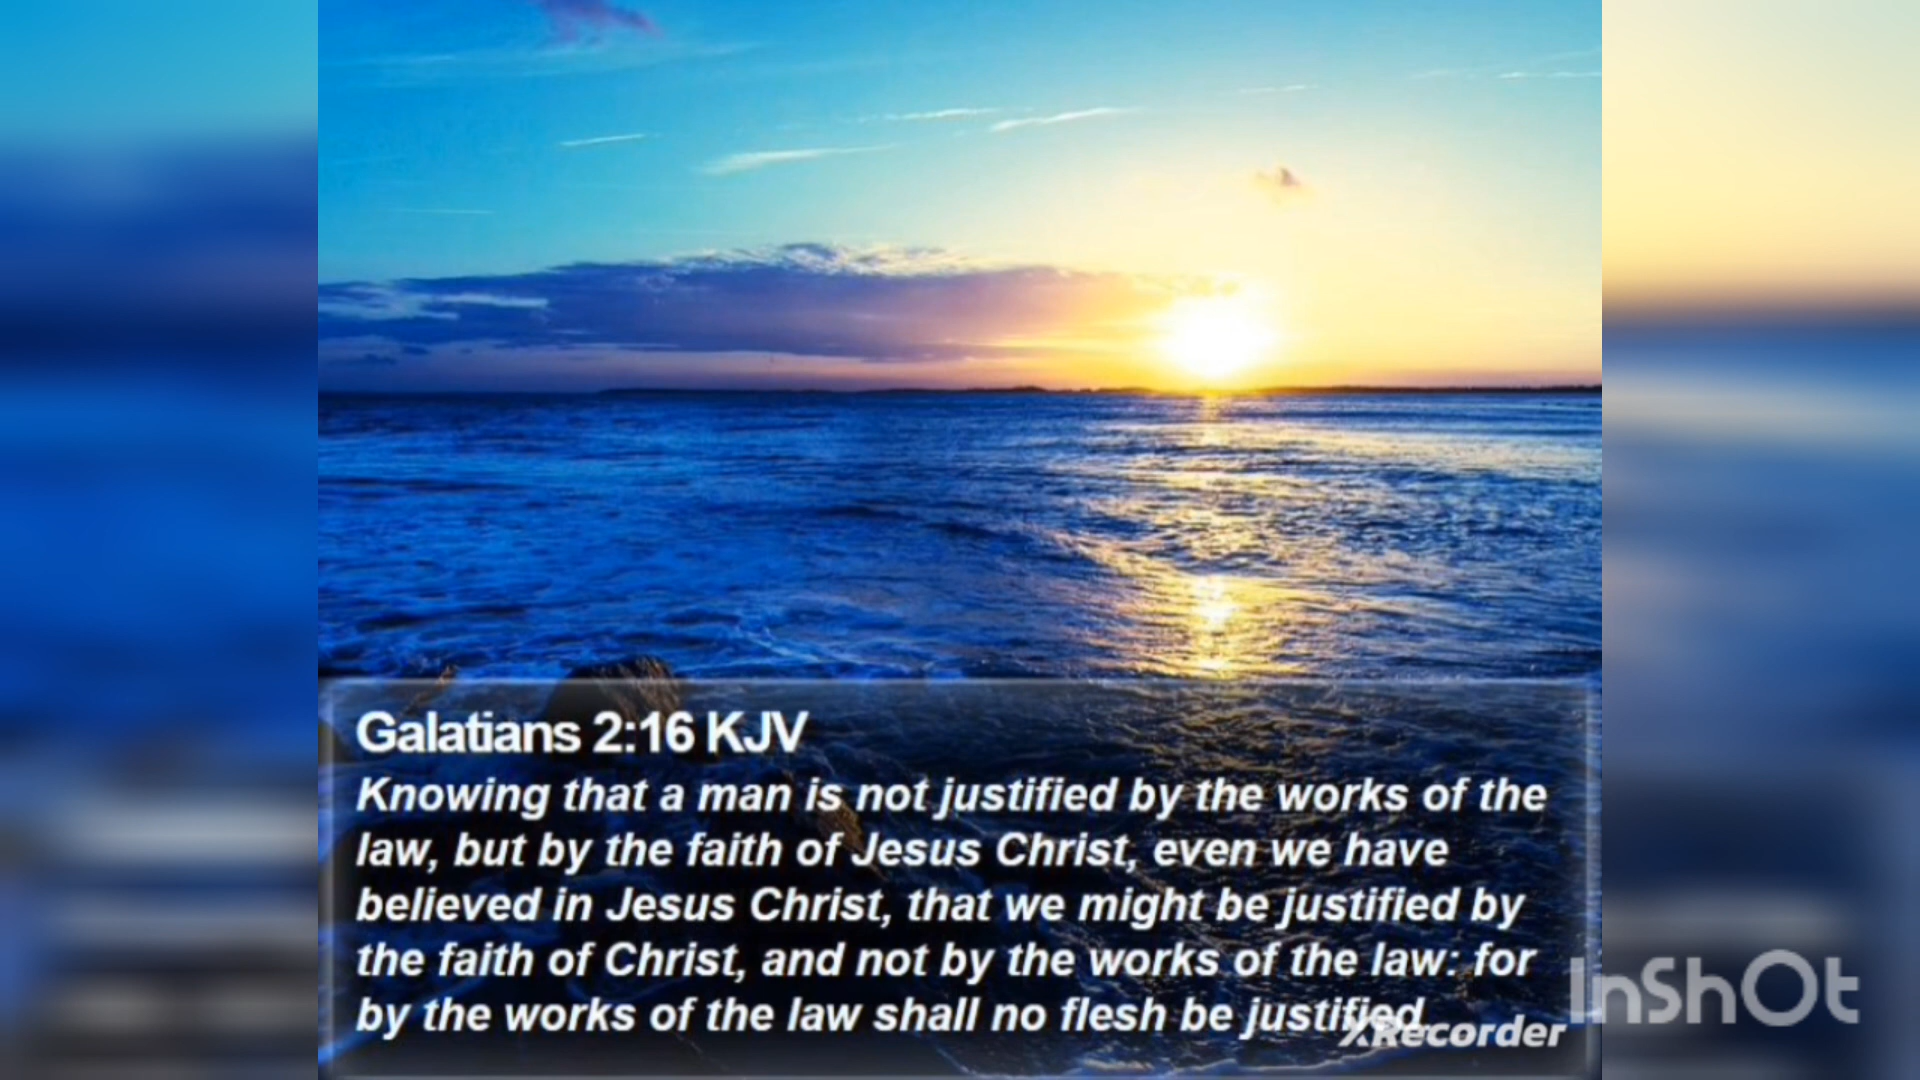 Galatians 2:16 KJV
Knowing that a man is not justified by the works of the
law, but by the faith of Jesus Christ, even we have
believed in Jesus Christ, that we might be justified by
the faith of Christ, and not by the works of the law: for
by the works of the law shall no flesh be justified
XRecorder
InShOt